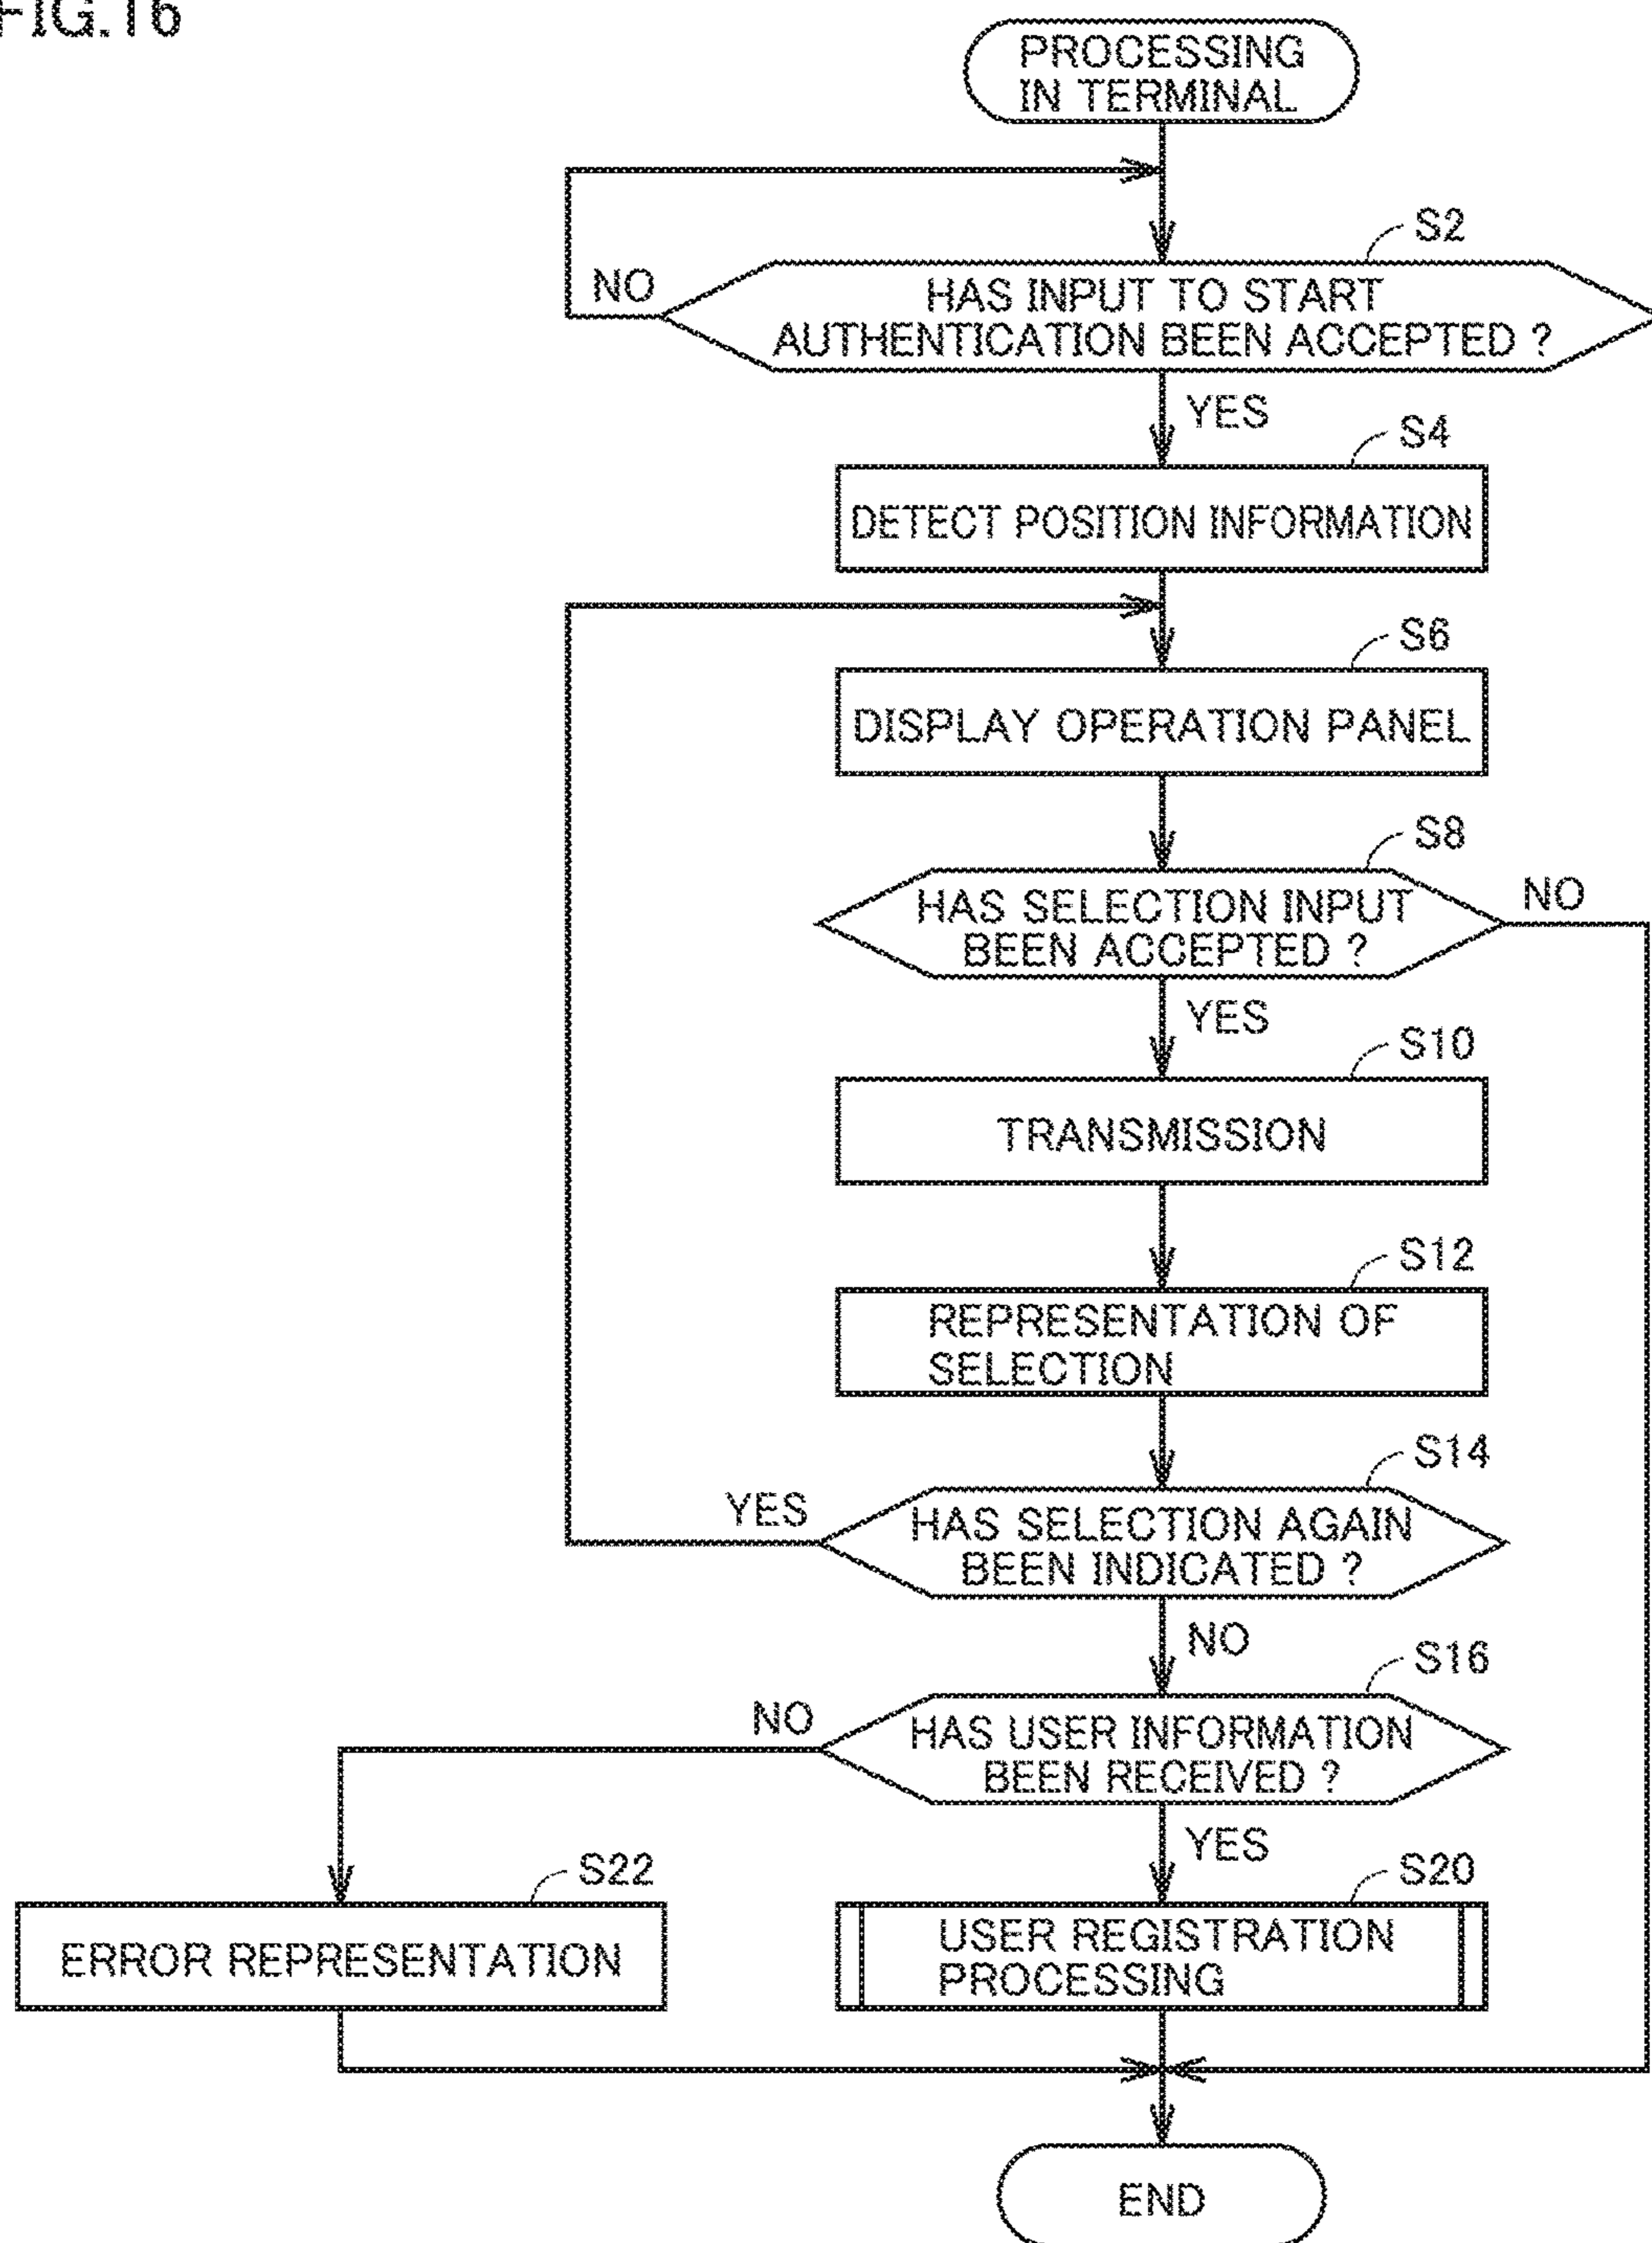 FIG.16
PROCESSING
IN TERMINAL
S2
NO
HAS INPUT TO START
AUTHENTICATION BEEN ACCEPTED ?
YES
S4
DETECT POSITION INFORMATION
S6
DISPLAY OPERATION PANEL
S8
HAS SELECTION INPUT
BEEN ACCEPTED ?
NO
YES
S10
TRANSMISSION
S12
REPRESENTATION OF
SELECTION
S14
YES
HAS SELECTION AGAIN
BEEN INDICATED ?
NO
S16
NO
HAS USER INFORMATION
BEEN RECEIVED ?
YES
S22
S20
ERROR REPRESENTATION
USER REGISTRATION
PROCESSING
END